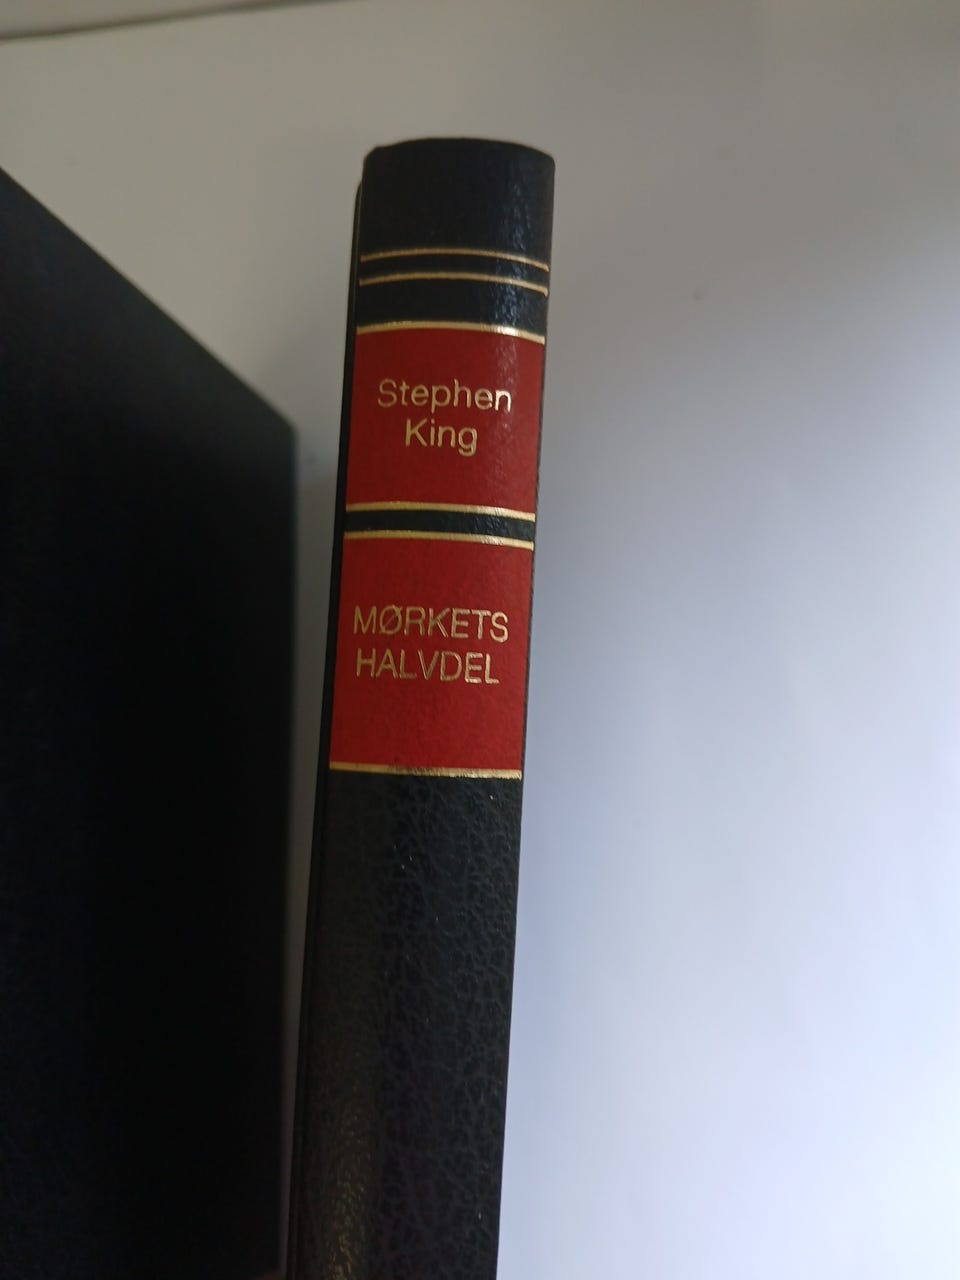 Stephen
King
MØRKETS
HALVDEL